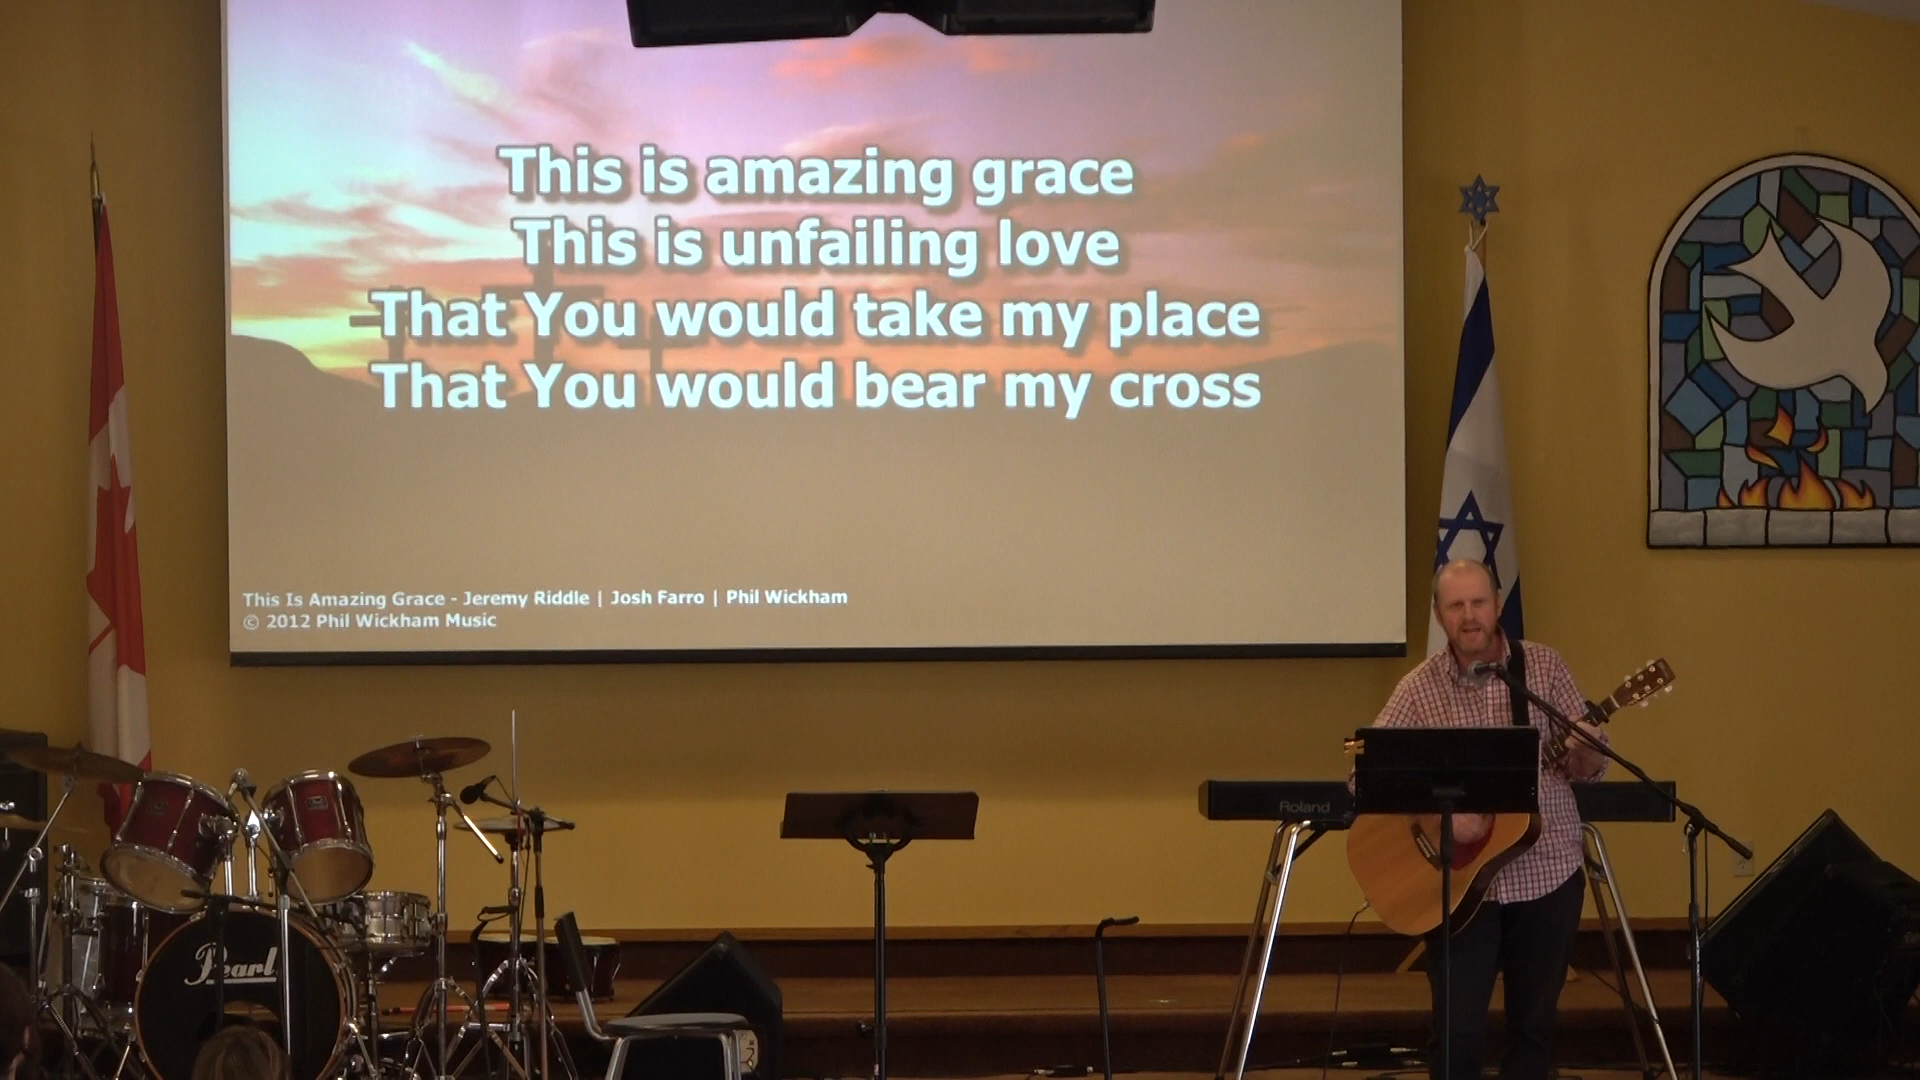 This is amazing grace
This is unfailing love
That You would take my place
That You would bear my cross
This Is Amazing Grace - Jeremy Riddle | Josh Farro | Phil Wickham
© 2012 Phil Wickham Music
Roland
Pearl